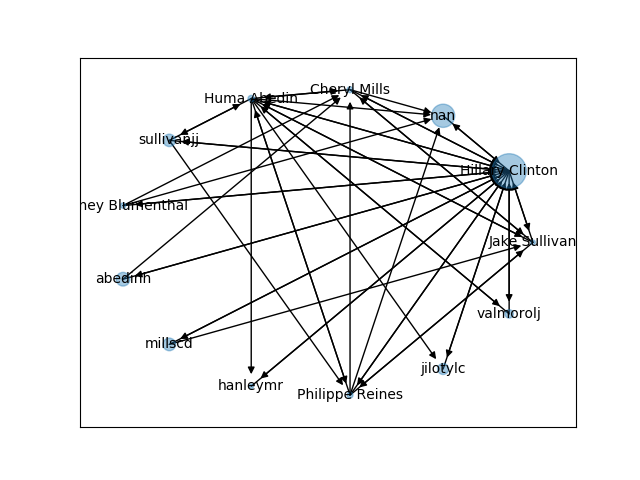 Cheryl Mills
Huma Abedin
nan
sullivanjj
Hillary Clinton
ney Blumenthal
Jake Sullivan
abedinh
valmorolj
millscd
jilotylc
hanleymr
Philippe Reines